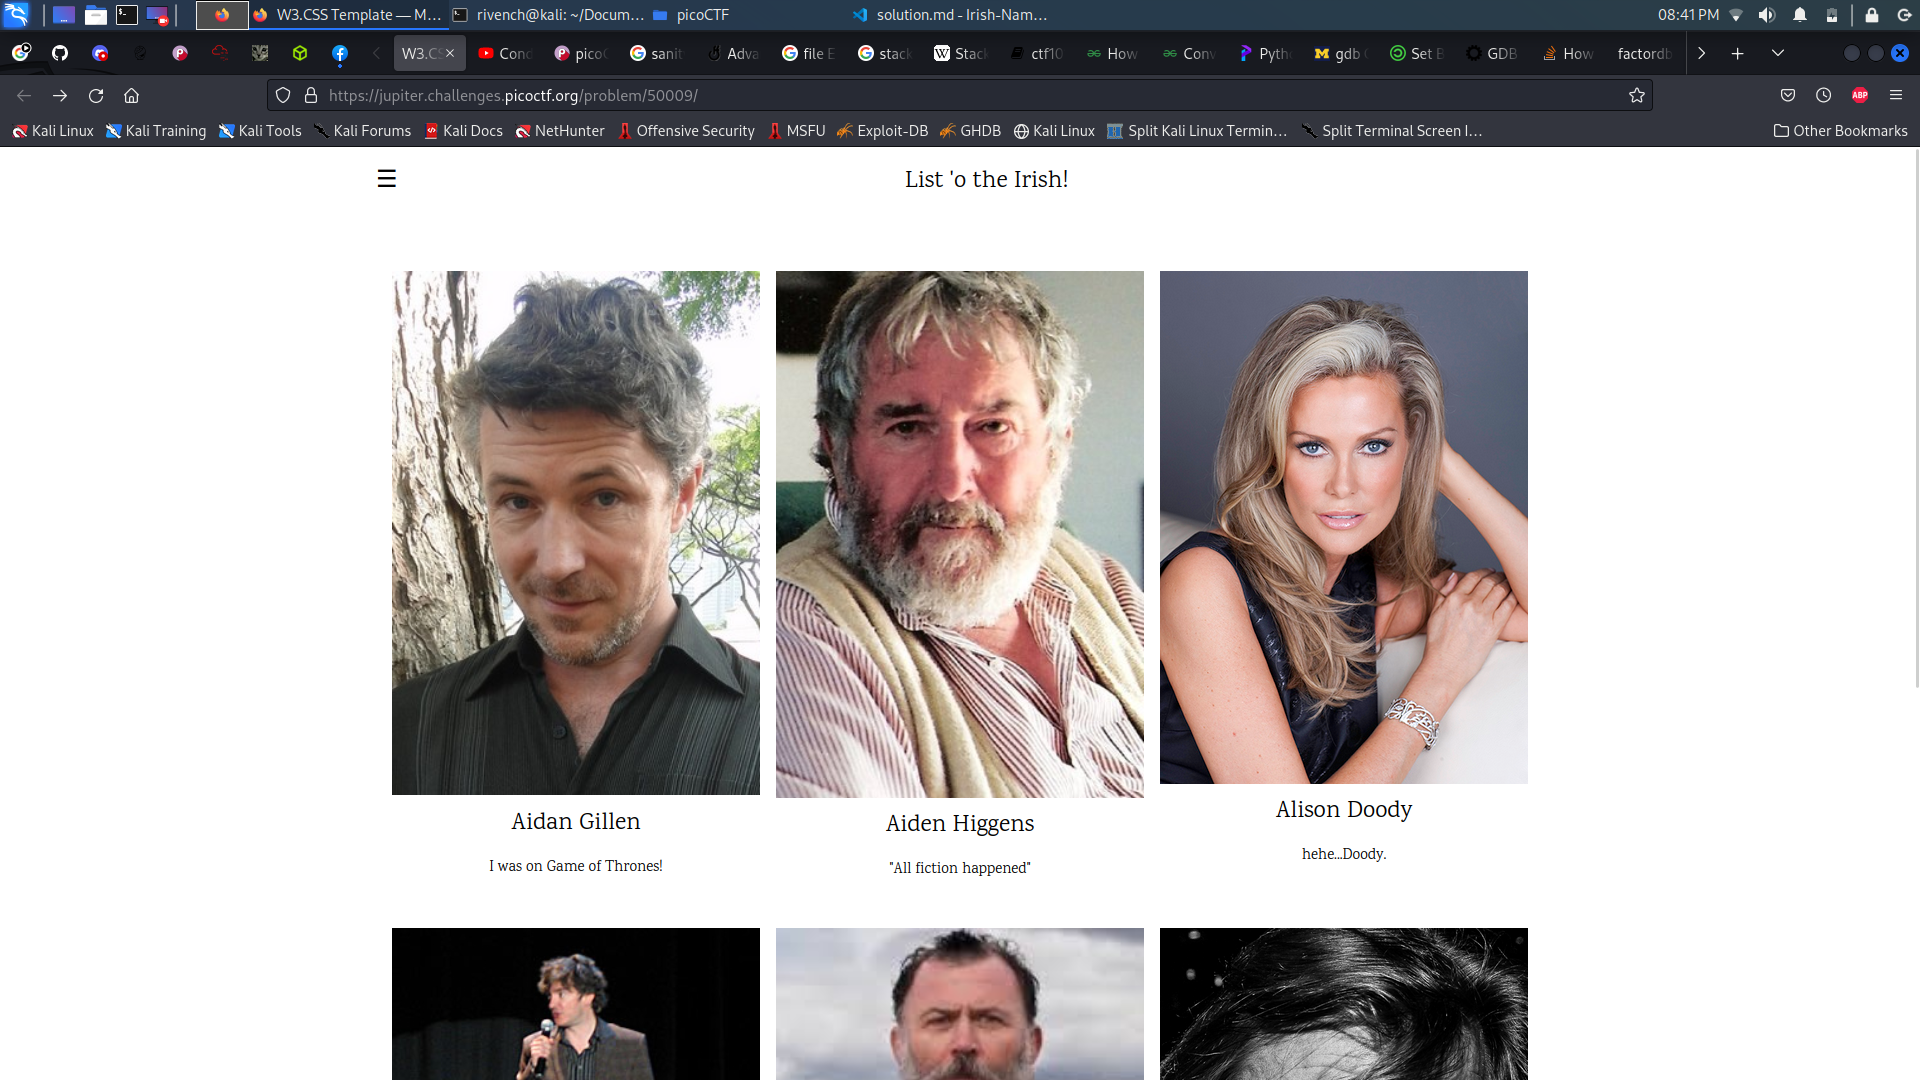 W3.CSS Template — M...
rivench@kali: ~/Docum...
picoCTF
solution.md - Irish-Nam...
08:41 PM
W3.CS
Conc
picoC
sanit
Adva
file E
stack
Stack
ctf10
How
Conv
Pyth
gdb
Set B
GDB
How
factordb
https://jupiter.challenges.picoctf.org/problem/50009/
ABP
Kali Linux
Kali Training
Kali Tools
Kali Forums
Kali Docs
NetHunter
Offensive Security
MSFU
Exploit-DB
GHDB
Kali Linux
Split Kali Linux Termin...
Split Terminal Screen I...
Other Bookmarks
List 'o the Irish!
Aidan Gillen
I was on Game of Thrones!
Aiden Higgens
"All fiction happened"
Alison Doody
hehe...Doody.